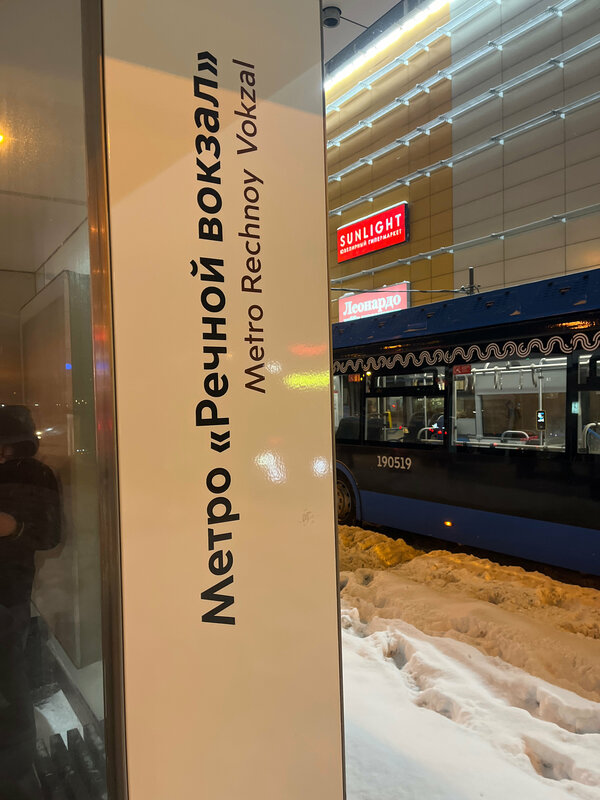 Метро «Речной вокзал»
Metro Rechnoy Vokzal
SUNLIGHT
ЮВЕЛИРНЫЙ ГИПЕРМАРКЕТ
Леонардо
190519